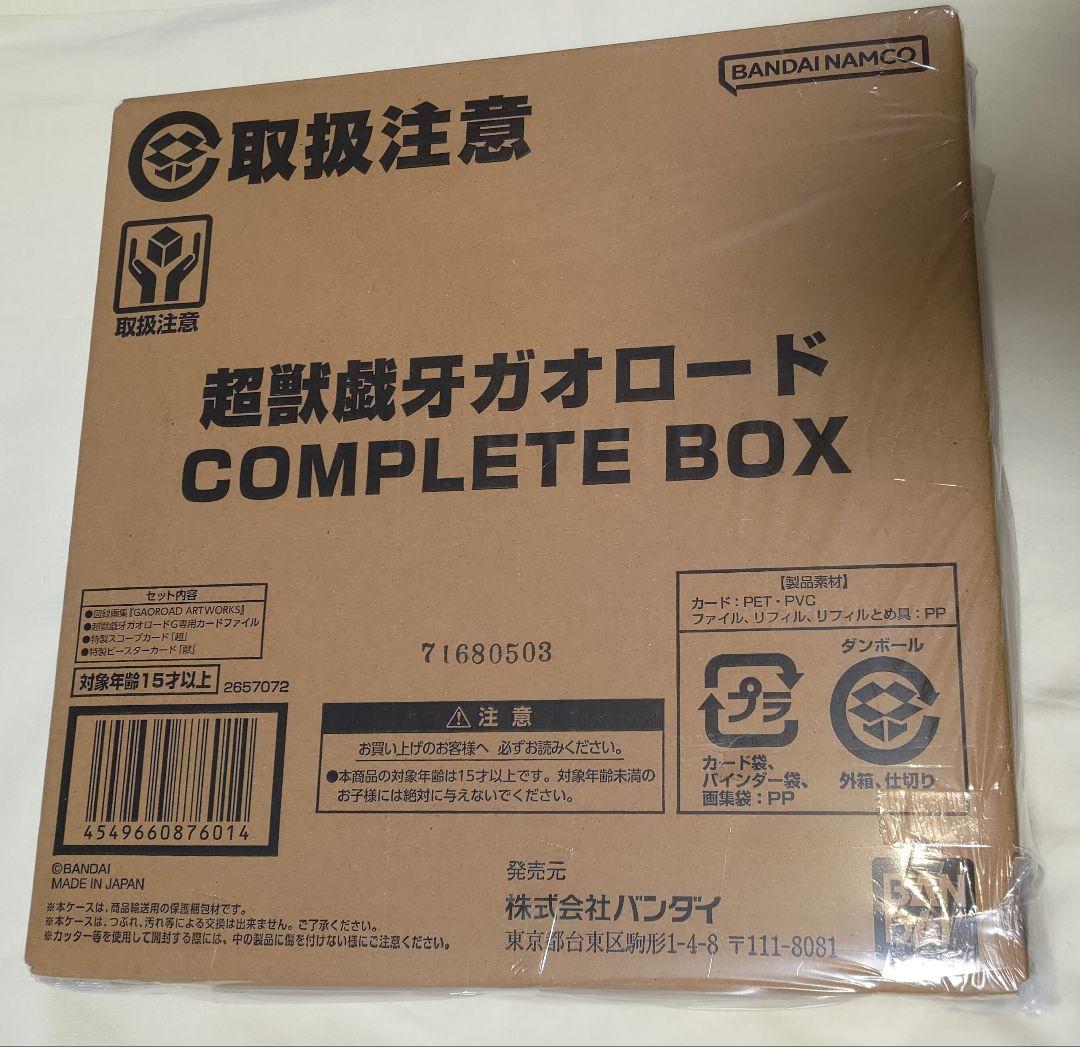 BANDAI NAMCO
取扱注意
取扱注意
超獣戯牙ガオロード
COMPLETE BOX
セット内容
●図録画集『GAOROAD ARTWORKS』
●超獣戯牙ガオロードG専用カードファイル
●特製スコープカード「超」
●特製ビースターカード「獣」
対象年齢15才以上
2657072
4549660876014
©BANDAI
MADE IN JAPAN
※本ケースは、商品輸送用の保護梱包材です。
※本ケースは、つぶれ、汚れ等による交換は出来ません。ご了承ください。
※カッター等を使用して開封する際には、中の製品に傷を付けない様にご注意ください。
71680503
⚠注意
お買い上げのお客様へ 必ずお読みください。
●本商品の対象年齢は15才以上です。対象年齢未満の
お子様には絶対に与えないでください。
【製品素材】
カード:PET・PVC
ファイル、リフィル、リフィルとめ具:PP
プラ
カード袋、
バインダー袋、
画集袋:PP
ダンボール
外箱、仕切り
発売元
株式会社バンダイ
東京都台東区駒形1-4-8 〒111-8081
BAN
DAI